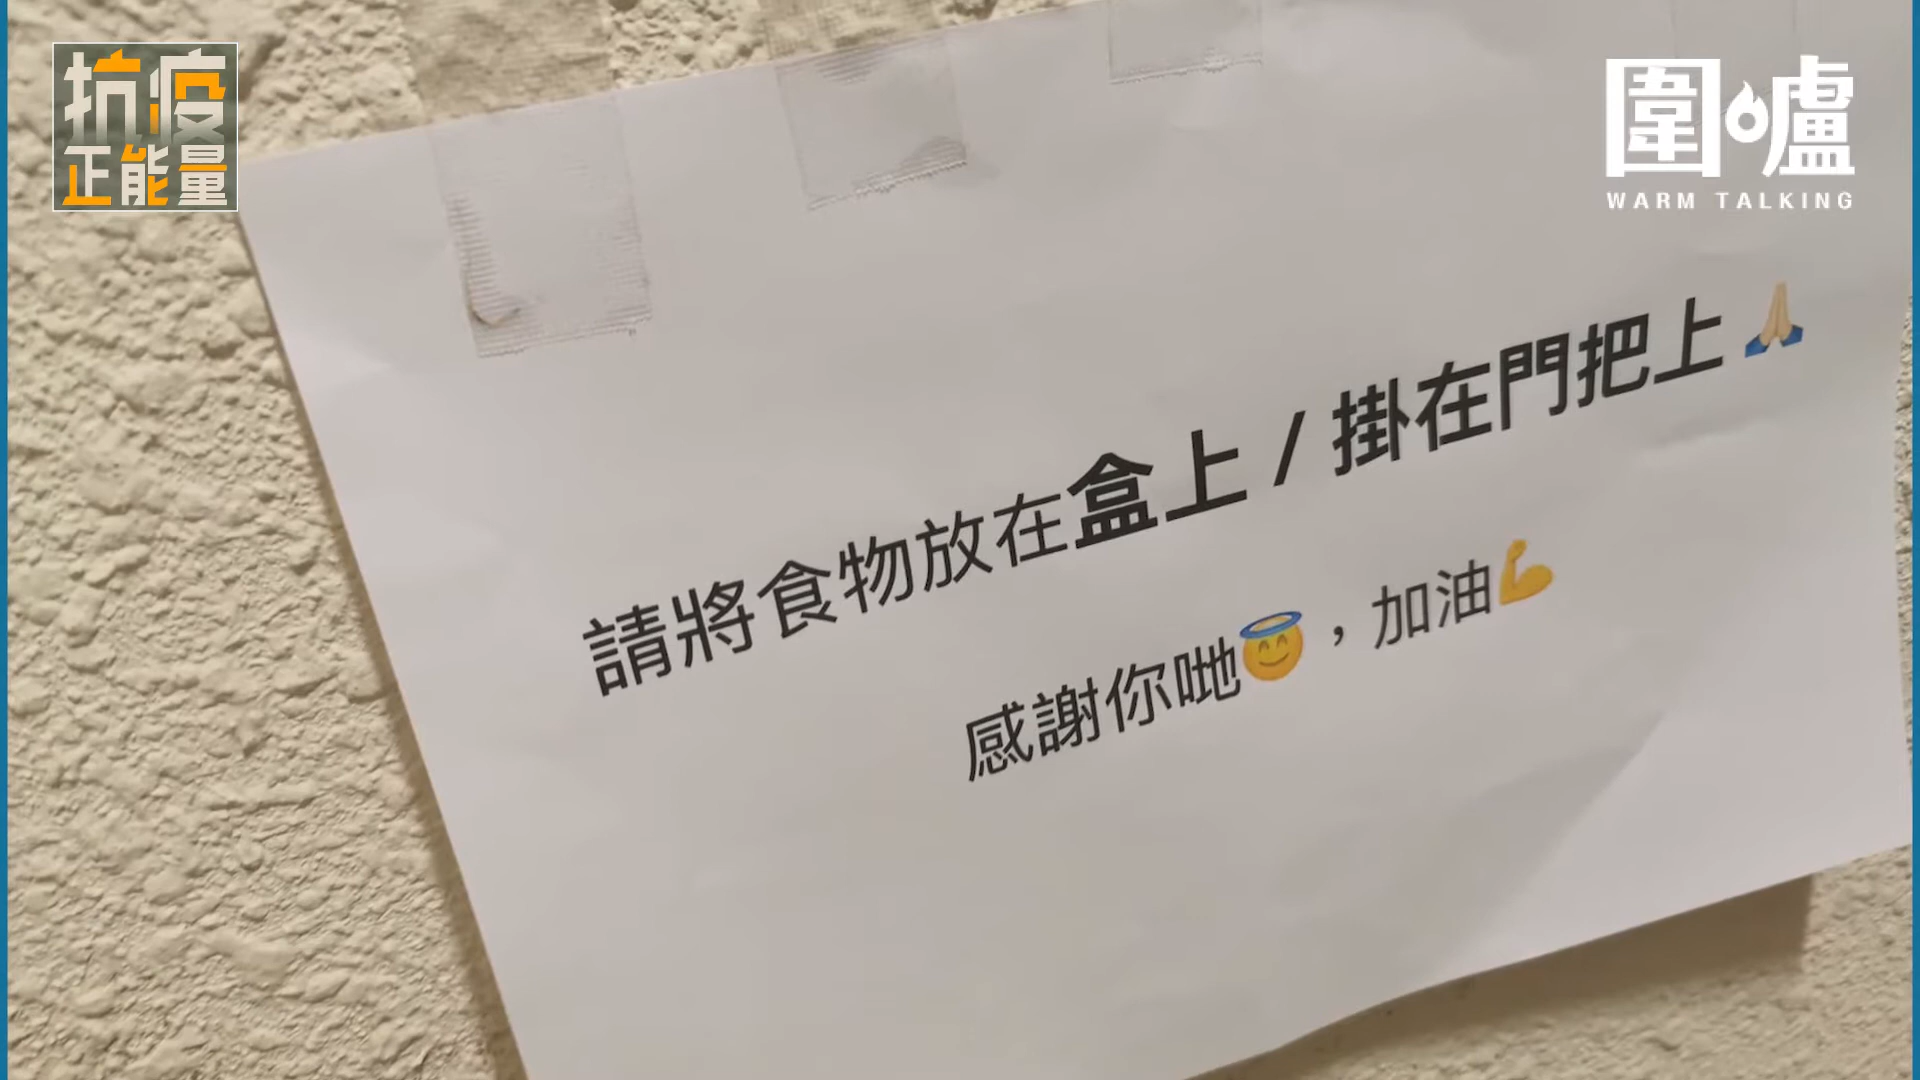 抗疫
正能量
圍爐
WARM TALKING
請將食物放在盒上 / 掛在門把上🙏🏼
感謝你哋😇，加油💪